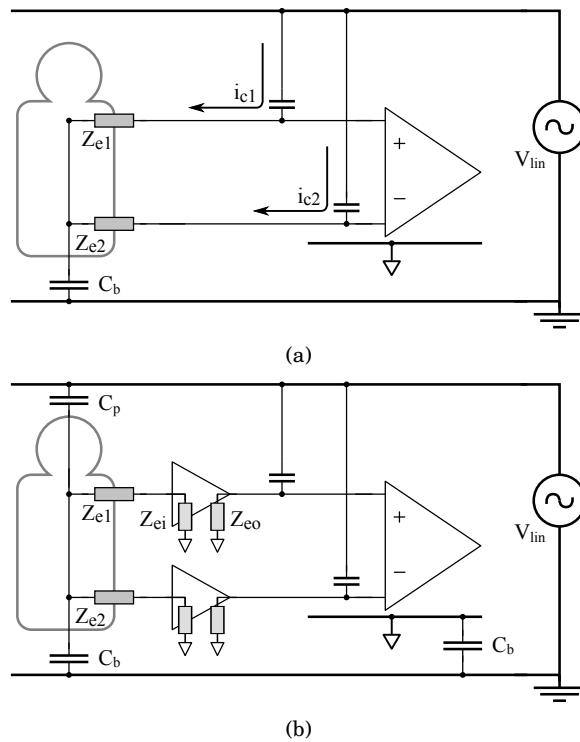 i_c1
Z_e1
+
V_lin
i_c2
−
Z_e2
C_b
(a)
C_p
Z_e1
Z_ei
Z_eo
+
V_lin
−
Z_e2
C_b
C_b
(b)